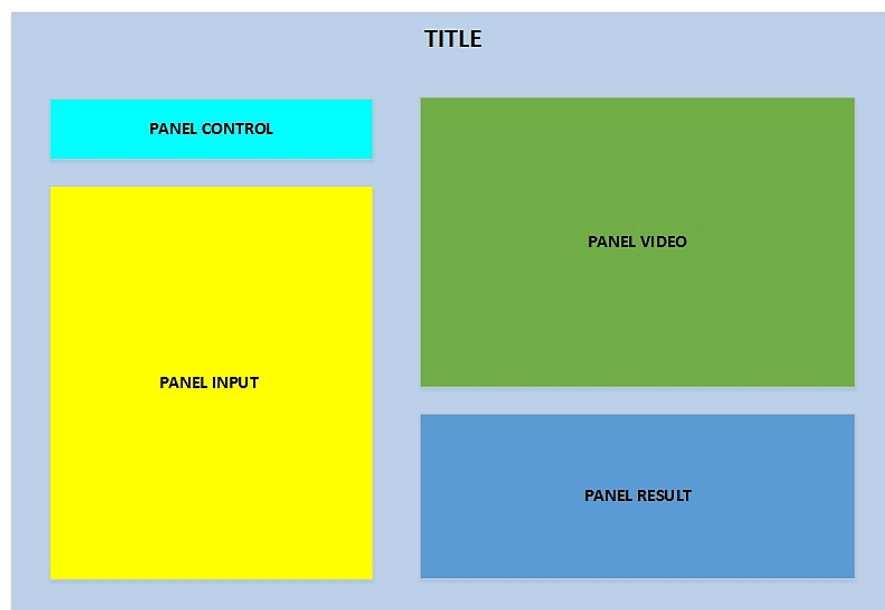 TITLE
PANEL CONTROL
PANEL INPUT
PANEL VIDEO
PANEL RESULT